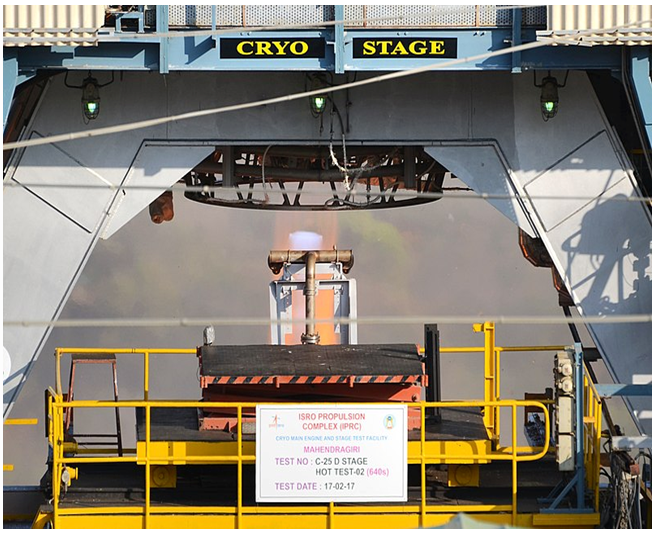 CRYO STAGE
ISRO PROPULSION
COMPLEX (IPRC)
CRYO MAIN ENGINE AND STAGE TEST FACILITY
MAHENDRAGIRI
TEST NO : C-25 D STAGE
HOT TEST-02 (640s)
TEST DATE : 17-02-17